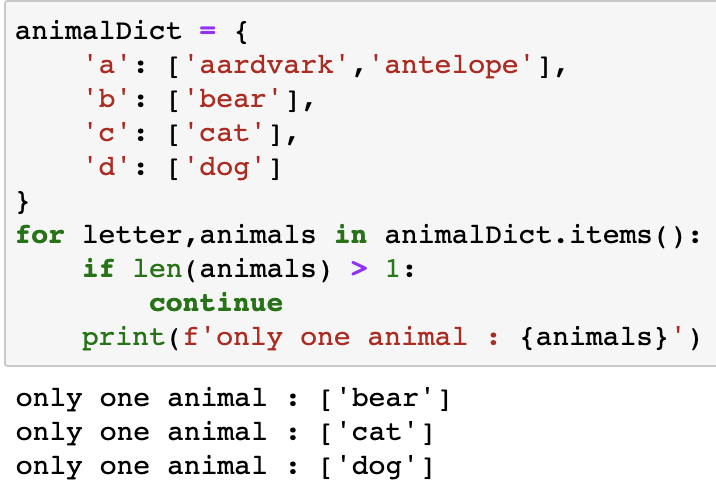 animalDict = {
    'a': ['aardvark','antelope'],
    'b': ['bear'],
    'c': ['cat'],
    'd': ['dog']
}
for letter,animals in animalDict.items():
    if len(animals) > 1:
        continue
    print(f'only one animal : {animals}')
only one animal : ['bear']
only one animal : ['cat']
only one animal : ['dog']